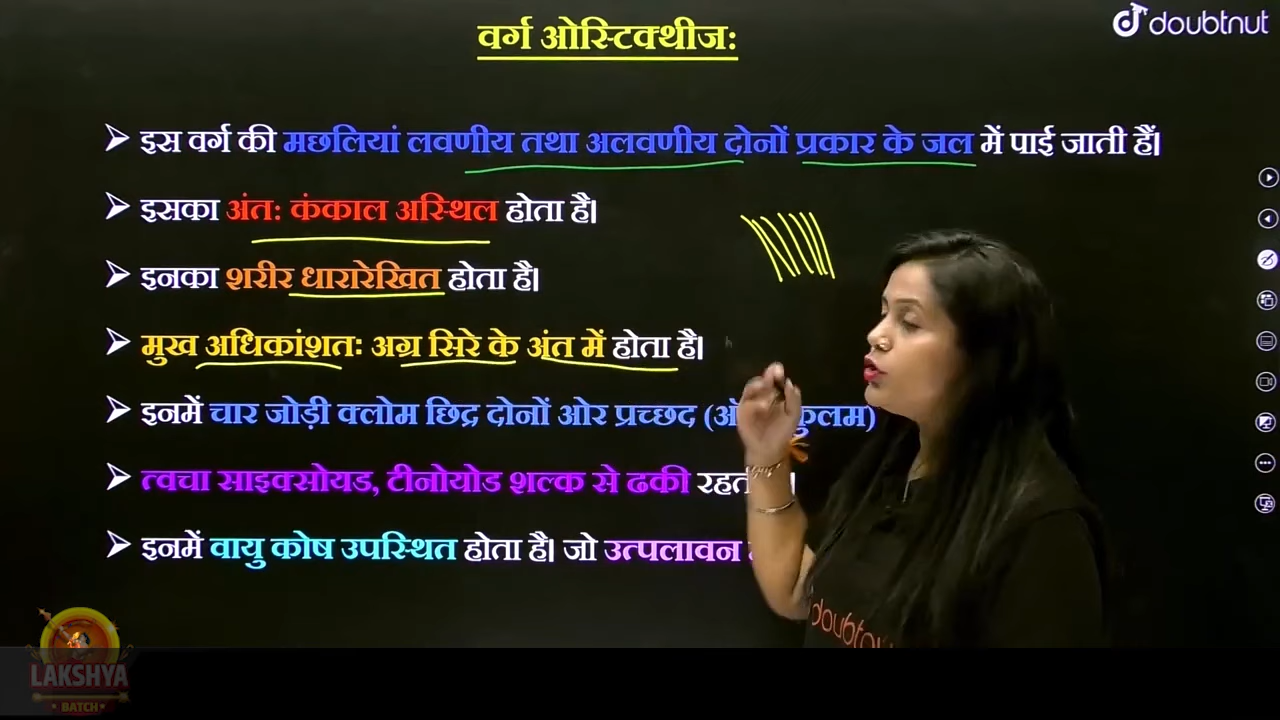 doubtnut
वर्ग ओस्टिक्थीज:
इस वर्ग की मछलियां लवणीय तथा अलवणीय दोनों प्रकार के जल में पाई जाती हैं।
इसका अंत: कंकाल अस्थिल होता है।
इनका शरीर धारारेखित होता है।
मुख अधिकांशतः अग्र सिरे के अंत में होता है।
इनमें चार जोड़ी क्लोम छिद्र दोनों ओर प्रच्छद
त्वचा साइक्सोयड, टीनोयोड शल्क से ढकी
इनमें वायु कोष उपस्थित होता है। जो उत्पलावन
LAKSHYA
BATCH